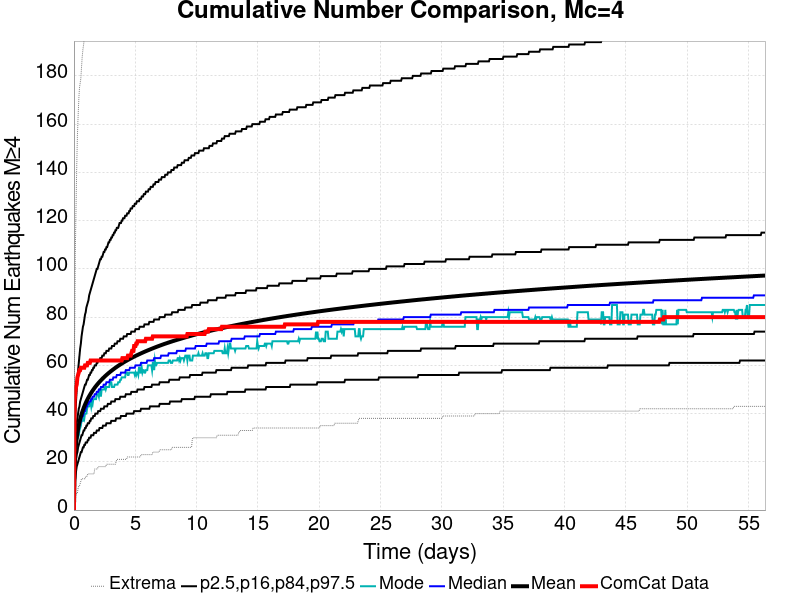 Cumulative Number Comparison, Mc=4
Cumulative Num Earthquakes M≥4
180
160
140
120
100
80
60
40
20
0
0 5 10 15 20 25 30 35 40 45 50 55
Time (days)
Extrema p2.5,p16,p84,p97.5 Mode Median Mean ComCat Data